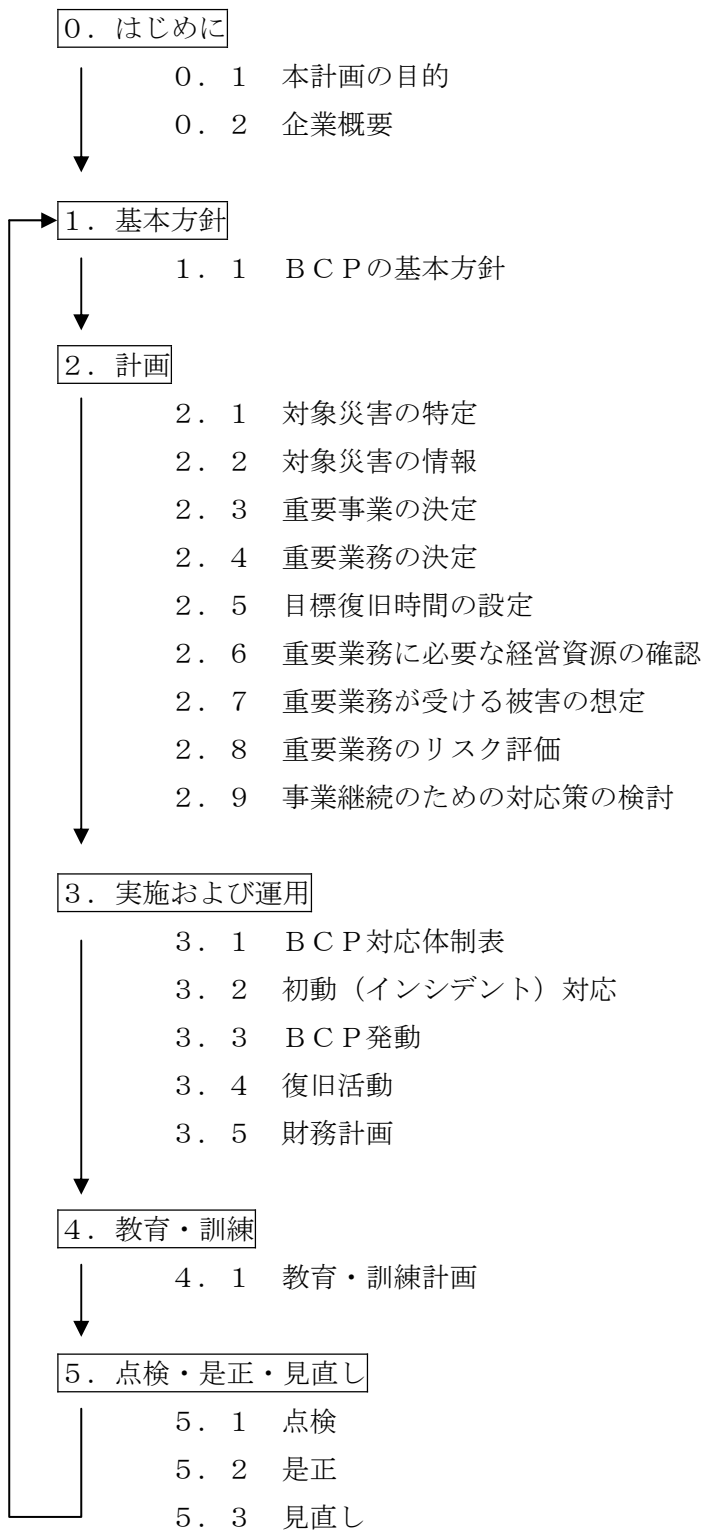 ０．はじめに
０．１　本計画の目的
０．２　企業概要
１．基本方針
１．１　ＢＣＰの基本方針
２．計画
２．１　対象災害の特定
２．２　対象災害の情報
２．３　重要事業の決定
２．４　重要業務の決定
２．５　目標復旧時間の設定
２．６　重要業務に必要な経営資源の確認
２．７　重要業務が受ける被害の想定
２．８　重要業務のリスク評価
２．９　事業継続のための対応策の検討
３．実施および運用
３．１　ＢＣＰ対応体制表
３．２　初動（インシデント）対応
３．３　ＢＣＰ発動
３．４　復旧活動
３．５　財務計画
４．教育・訓練
４．１　教育・訓練計画
５．点検・是正・見直し
５．１　点検
５．２　是正
５．３　見直し